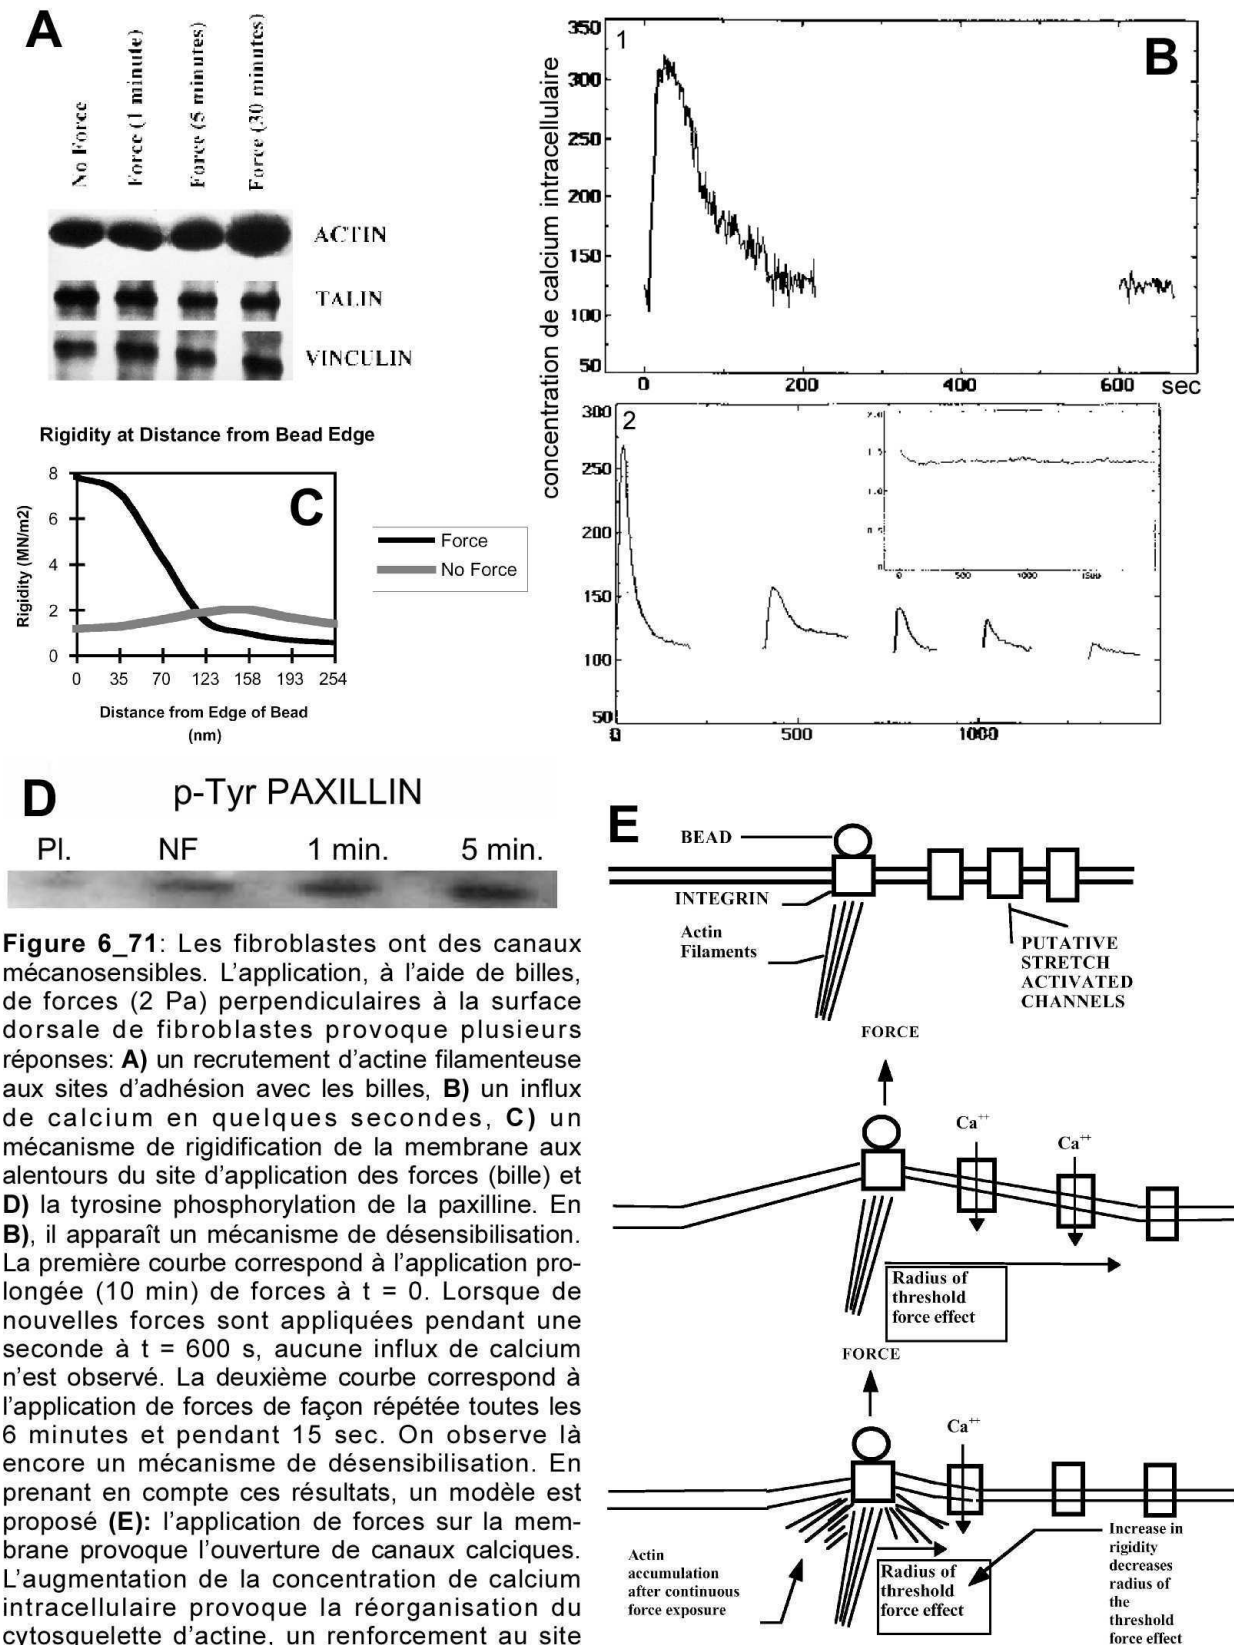 A
No Force
Force (1 minute)
Force (5 minutes)
Force (30 minutes)
ACTIN
TALIN
VINCULIN
B
concentration de calcium intracellulaire
1
350
300
250
200
150
100
50
0 200 400 600 sec
2
300
250
200
150
100
50
0 500 1000
2.0
1.5
1.0
0.5
0
0 500 1000 1500
Rigidity at Distance from Bead Edge
C
Rigidity (MN/m2)
8
6
4
2
0
0 35 70 123 158 193 254
Distance from Edge of Bead
(nm)
Force
No Force
D
p-Tyr PAXILLIN
Pl. NF 1 min. 5 min.
Figure 6_71: Les fibroblastes ont des canaux
mécanosensibles. L'application, à l'aide de billes,
de forces (2 Pa) perpendiculaires à la surface
dorsale de fibroblastes provoque plusieurs
réponses: A) un recrutement d'actine filamenteuse
aux sites d'adhésion avec les billes, B) un influx
de calcium en quelques secondes, C) un
mécanisme de rigidification de la membrane aux
alentours du site d'application des forces (bille) et
D) la tyrosine phosphorylation de la paxilline. En
B), il apparaît un mécanisme de désensibilisation.
La première courbe correspond à l'application pro-
longée (10 min) de forces à t = 0. Lorsque de
nouvelles forces sont appliquées pendant une
seconde à t = 600 s, aucune influx de calcium
n'est observé. La deuxième courbe correspond à
l'application de forces de façon répétée toutes les
6 minutes et pendant 15 sec. On observe là
encore un mécanisme de désensibilisation. En
prenant en compte ces résultats, un modèle est
proposé (E): l'application de forces sur la mem-
brane provoque l'ouverture de canaux calciques.
L'augmentation de la concentration de calcium
intracellulaire provoque la réorganisation du
cytosquelette d'actine, un renforcement au site
E
BEAD
INTEGRIN
Actin
Filaments
PUTATIVE
STRETCH
ACTIVATED
CHANNELS
FORCE
Ca++
Ca++
Radius of
threshold
force effect
FORCE
Ca++
Actin
accumulation
after continuous
force exposure
Radius of
threshold
force effect
Increase in
rigidity
decreases
radius of
the
threshold
force effect